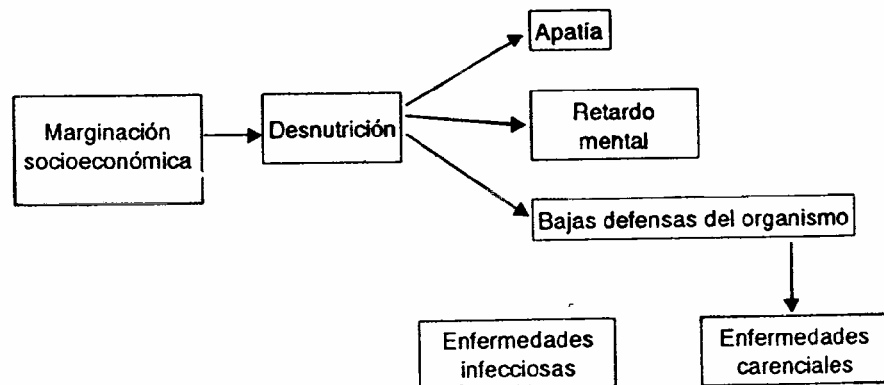 Apatía
Marginación
socioeconómica
Desnutrición
Retardo
mental
Bajas defensas del organismo
Enfermedades
infecciosas
Enfermedades
carenciales